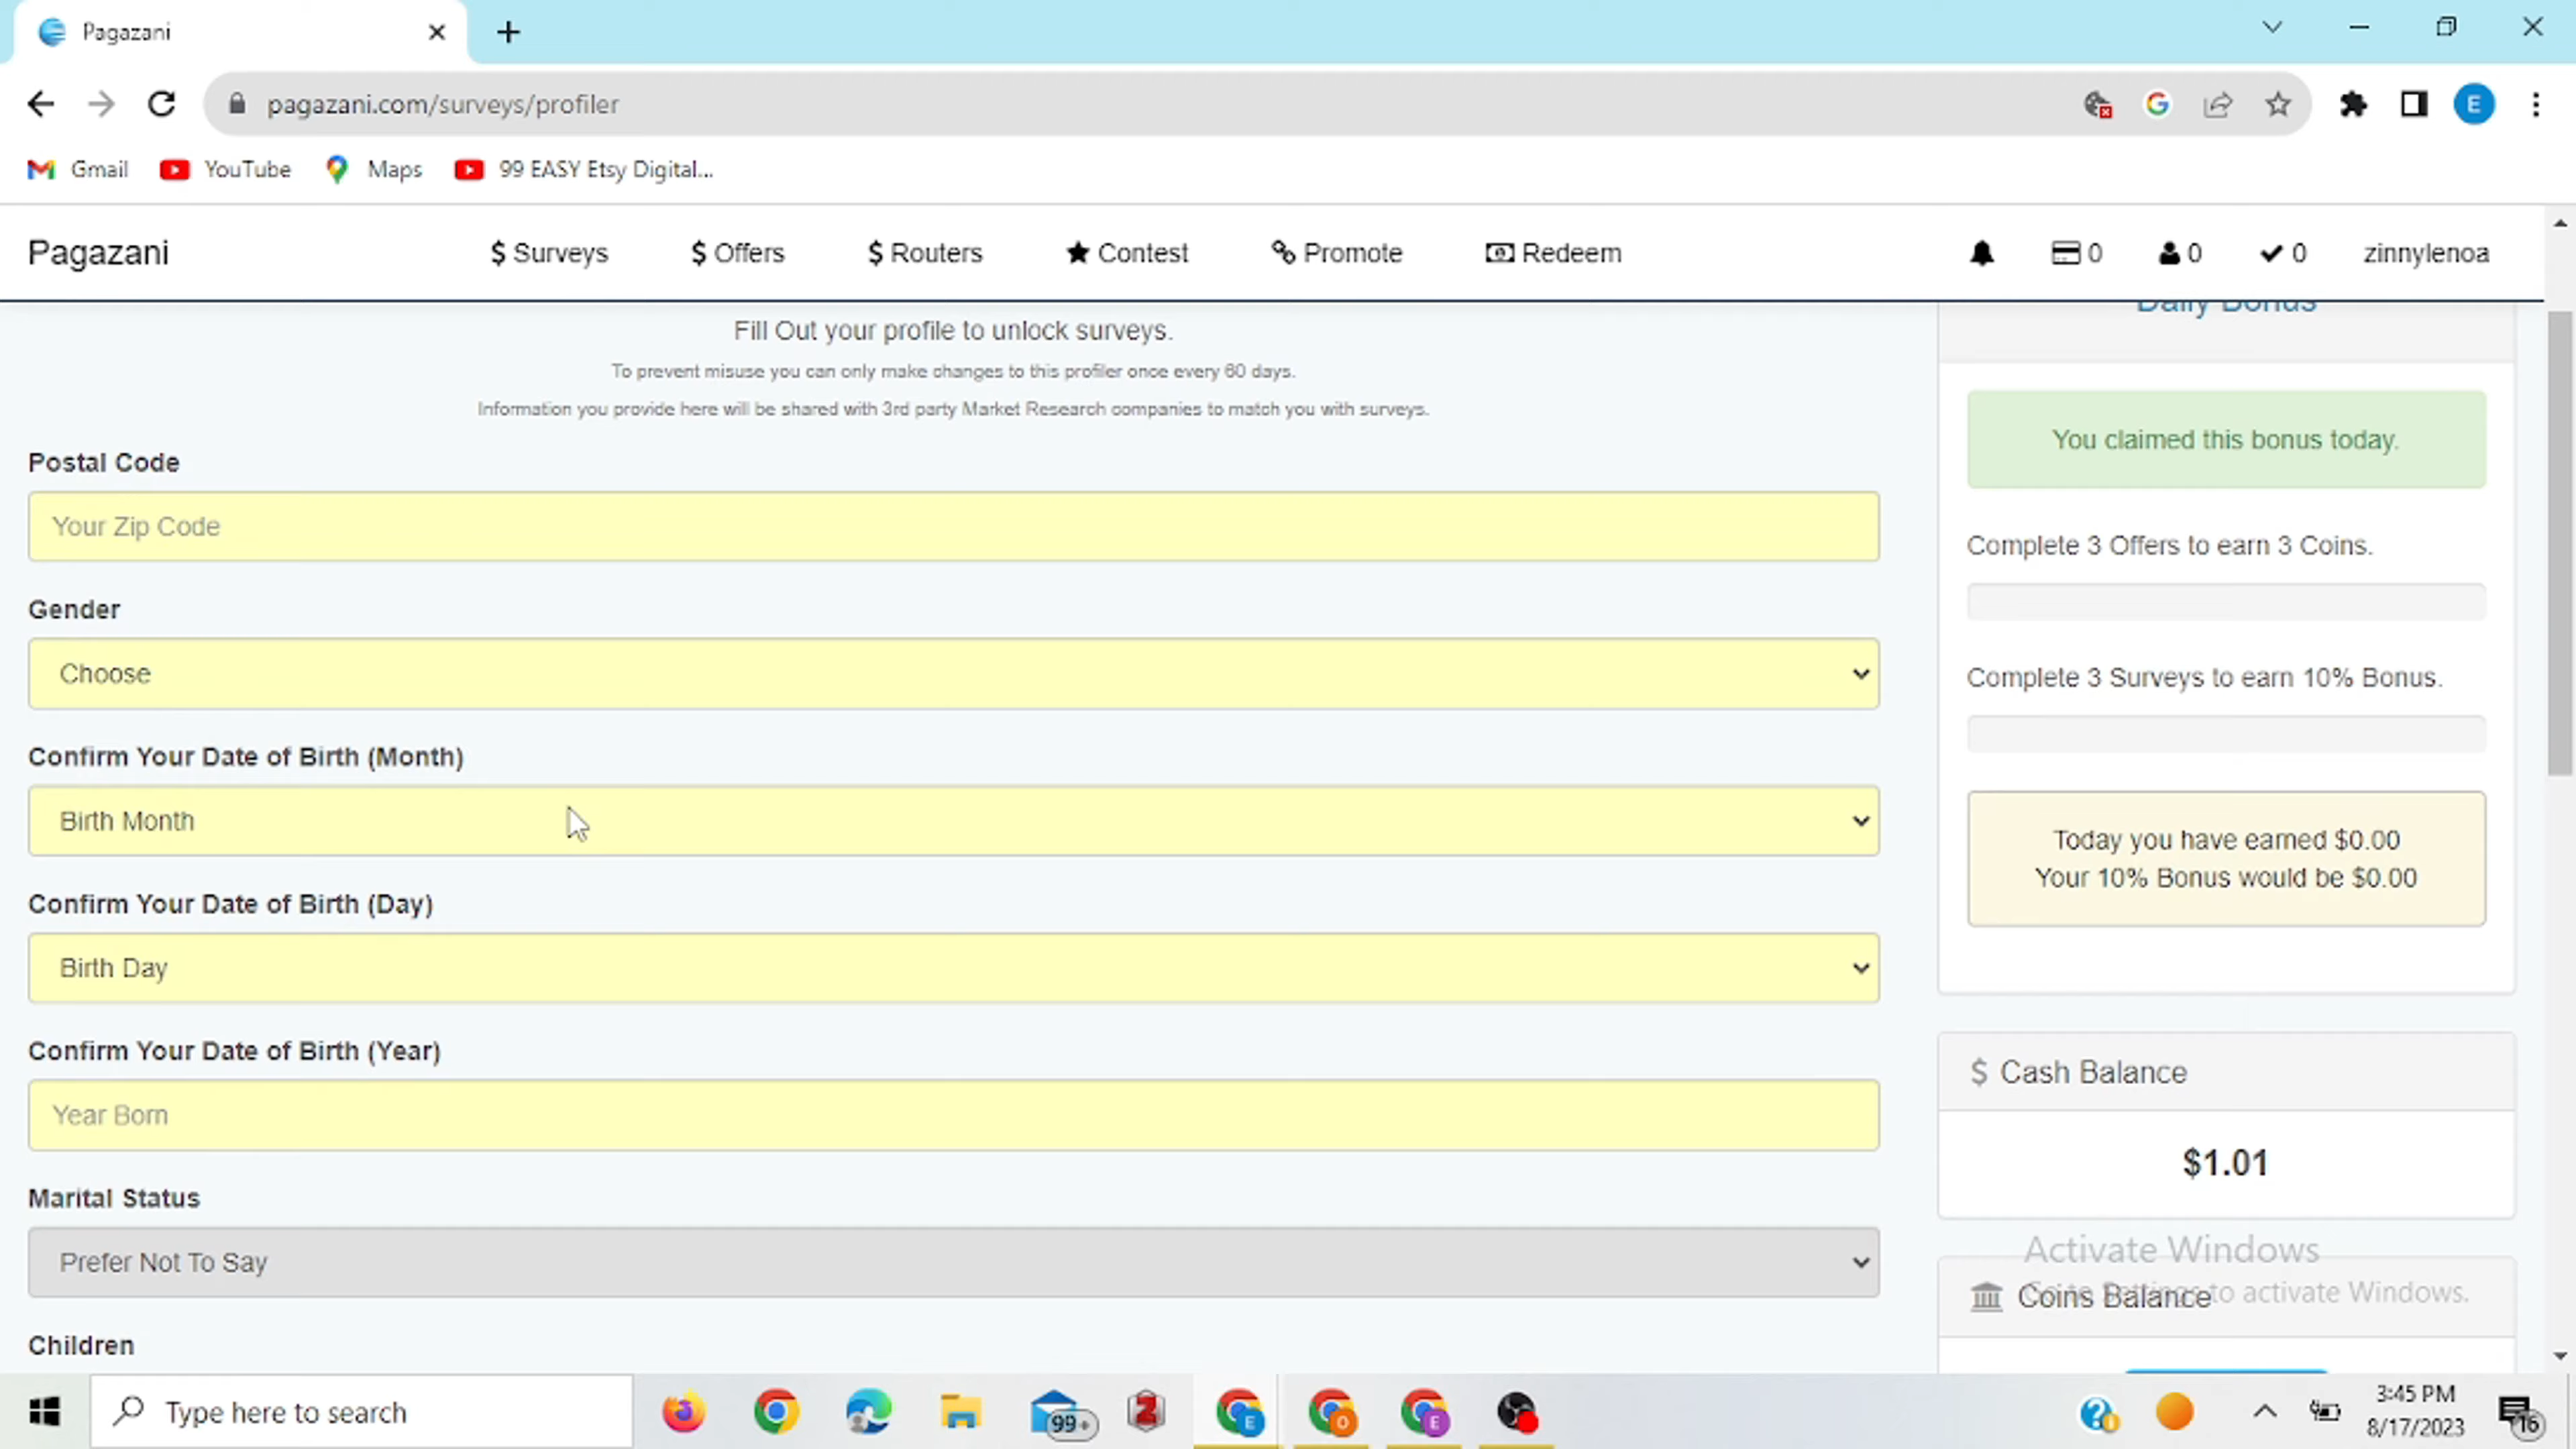 Pagazani
pagazani.com/surveys/profiler
E
Gmail
YouTube
Maps
99 EASY Etsy Digital...
Pagazani
$ Surveys
$ Offers
$ Routers
Contest
Promote
Redeem
0
0
0
zinnylenoa
Fill Out your profile to unlock surveys.
To prevent misuse you can only make changes to this profiler once every 60 days.
Information you provide here will be shared with 3rd party Market Research companies to match you with surveys.
Postal Code
Your Zip Code
Gender
Choose
Confirm Your Date of Birth (Month)
Birth Month
Confirm Your Date of Birth (Day)
Birth Day
Confirm Your Date of Birth (Year)
Year Born
Marital Status
Prefer Not To Say
Children
Daily Bonus
You claimed this bonus today.
Complete 3 Offers to earn 3 Coins.
Complete 3 Surveys to earn 10% Bonus.
Today you have earned $0.00
Your 10% Bonus would be $0.00
$ Cash Balance
$1.01
Activate Windows
Go to Settings to activate Windows.
Coins Balance
Type here to search
99+
Z
E
O
E
3:45 PM
8/17/2023
16